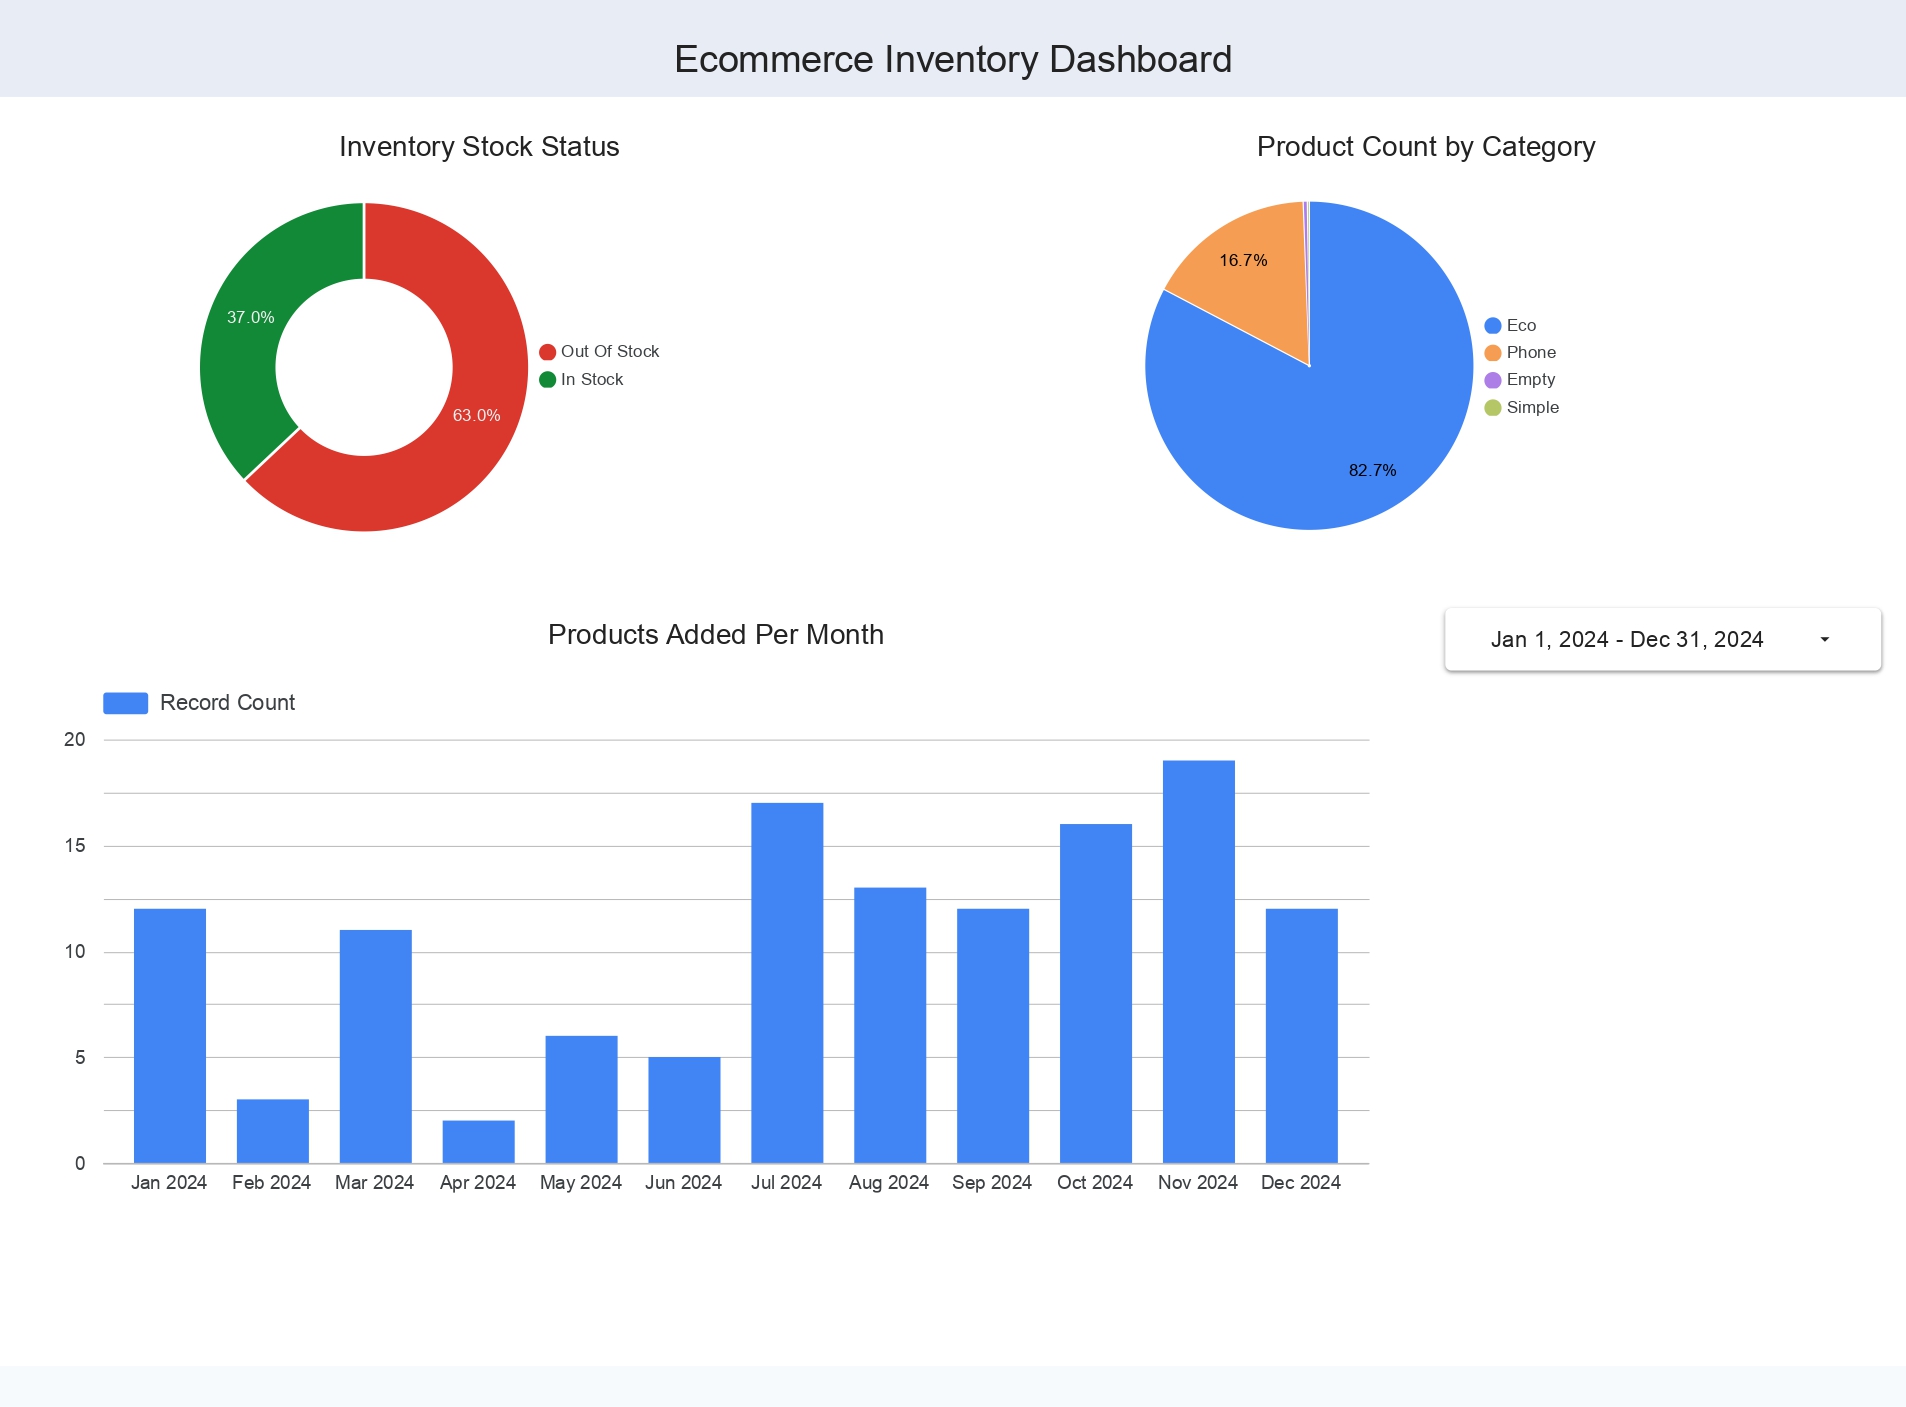 Ecommerce Inventory Dashboard
Inventory Stock Status
37.0%
63.0%
Out Of Stock
In Stock
Product Count by Category
16.7%
82.7%
Eco
Phone
Empty
Simple
Products Added Per Month
Jan 1, 2024 - Dec 31, 2024
Record Count
20
15
10
5
0
Jan 2024 Feb 2024 Mar 2024 Apr 2024 May 2024 Jun 2024 Jul 2024 Aug 2024 Sep 2024 Oct 2024 Nov 2024 Dec 2024